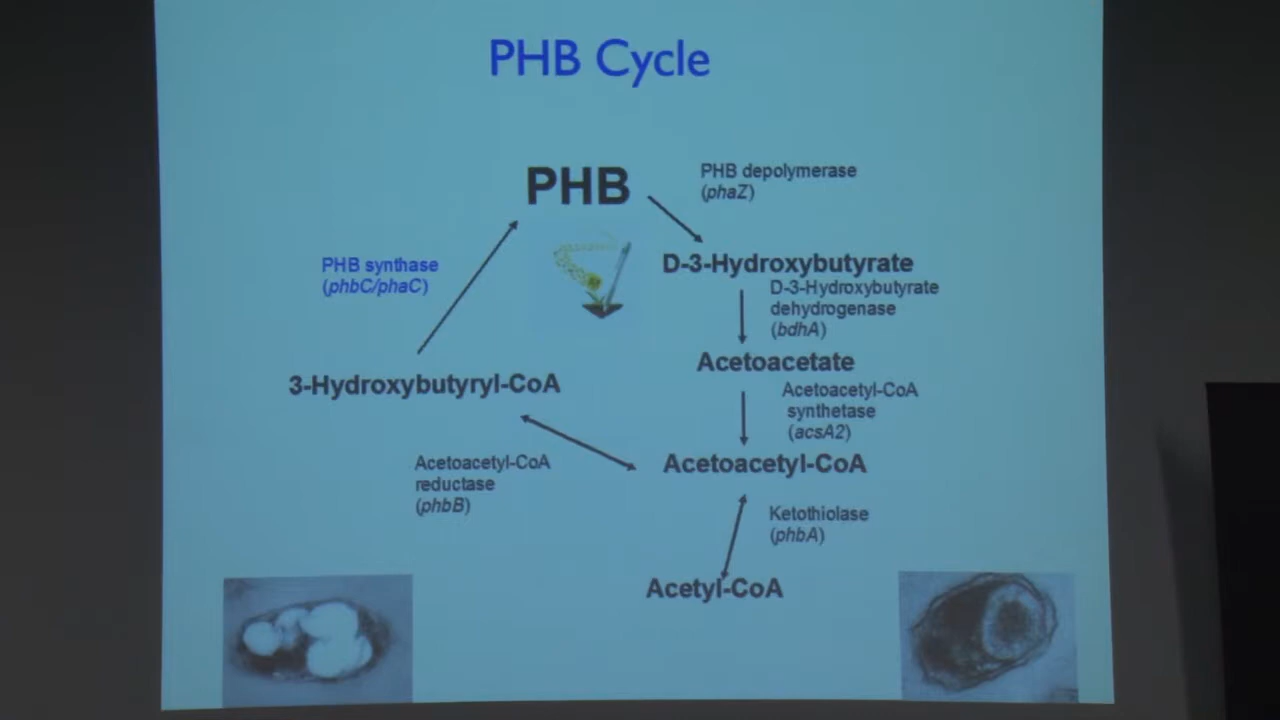 PHB Cycle
PHB
PHB depolymerase
(phaZ)
PHB synthase
(phbC/phaC)
D-3-Hydroxybutyrate
D-3-Hydroxybutyrate
dehydrogenase
(bdhA)
Acetoacetate
3-Hydroxybutyryl-CoA
Acetoacetyl-CoA
synthetase
(acsA2)
Acetoacetyl-CoA
reductase
(phbB)
Acetoacetyl-CoA
Ketothiolase
(phbA)
Acetyl-CoA